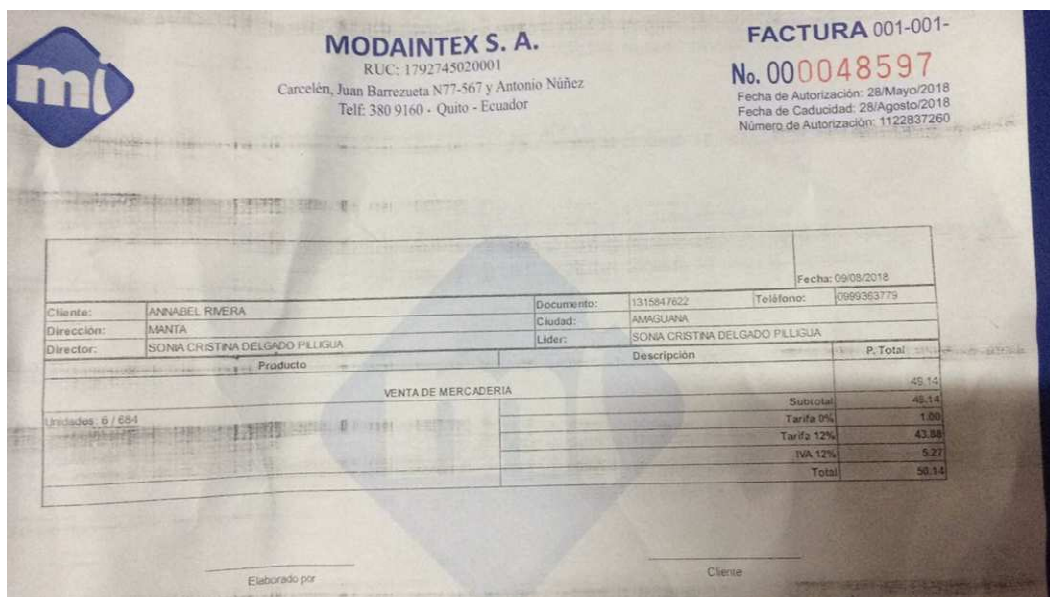 mi
MODAINTEX S. A.
RUC: 1792745020001
Carcelén, Juan Barrezueta N77-567 y Antonio Núñez
Telf: 380 9160 - Quito - Ecuador
FACTURA 001-001-
No. 000048597
Fecha de Autorización: 28/Mayo/2018
Fecha de Caducidad: 28/Agosto/2018
Número de Autorización: 1122837260
Fecha: 09/08/2018
Cliente: ANNABEL RIVERA Documento: 1315847622 Teléfono: 0999363779
Dirección: MANTA Ciudad: AMAGUANA
Director: SONIA CRISTINA DELGADO PILLIGUA Lider: SONIA CRISTINA DELGADO PILLIGUA
Producto Descripción P. Total
VENTA DE MERCADERIA 49.14
Unidades: 6 / 684 Subtotal 49.14
Tarifa 0% 1.00
Tarifa 12% 43.88
IVA 12% 5.27
Total 50.14
Elaborado por Cliente